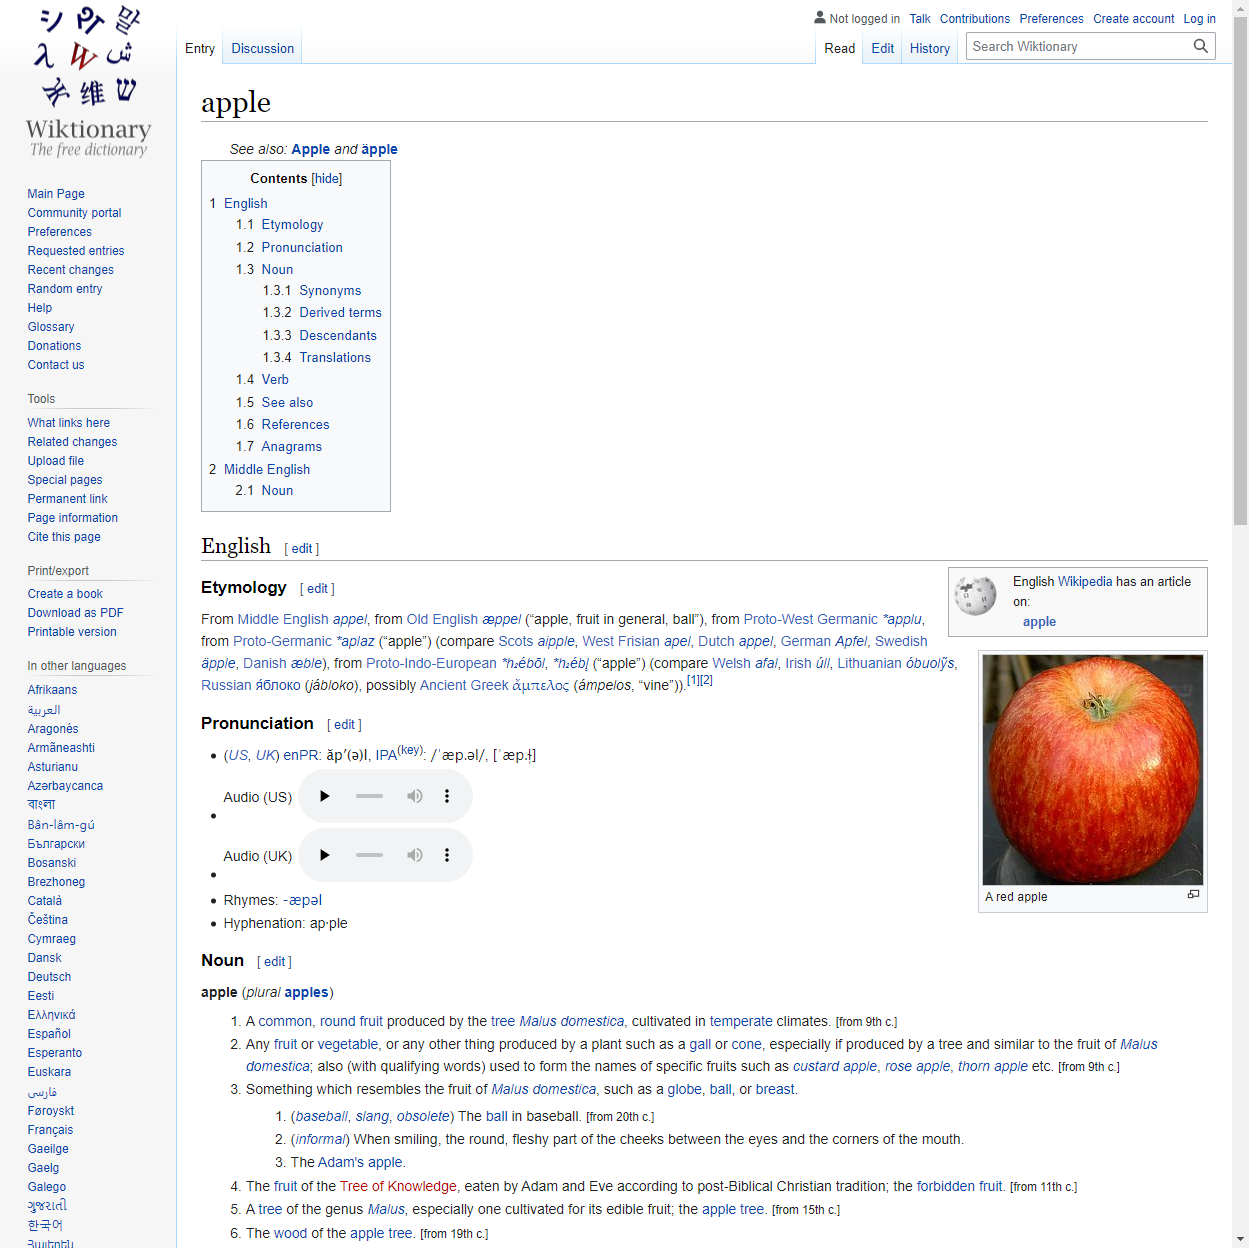 Not logged in Talk Contributions Preferences Create account Log in
Entry Discussion Read Edit History Search Wiktionary
Wiktionary
The free dictionary
Main Page
Community portal
Preferences
Requested entries
Recent changes
Random entry
Help
Glossary
Donations
Contact us
Tools
What links here
Related changes
Upload file
Special pages
Permanent link
Page information
Cite this page
Print/export
Create a book
Download as PDF
Printable version
In other languages
Afrikaans
العربية
Aragonés
Armãneashti
Asturianu
Azərbaycanca
বাংলা
Bân-lâm-gú
Български
Bosanski
Brezhoneg
Català
Čeština
Cymraeg
Dansk
Deutsch
Eesti
Ελληνικά
Español
Esperanto
Euskara
فارسی
Føroyskt
Français
Gaeilge
Gaelg
Galego
ગુજરાતી
한국어
Հայերեն
apple
See also: Apple and äpple
Contents [hide]
1 English
1.1 Etymology
1.2 Pronunciation
1.3 Noun
1.3.1 Synonyms
1.3.2 Derived terms
1.3.3 Descendants
1.3.4 Translations
1.4 Verb
1.5 See also
1.6 References
1.7 Anagrams
2 Middle English
2.1 Noun
English [ edit ]
Etymology [ edit ]
From Middle English appel, from Old English æppel (“apple, fruit in general, ball”), from Proto-West Germanic *applu,
from Proto-Germanic *aplaz (“apple”) (compare Scots aipple, West Frisian apel, Dutch appel, German Apfel, Swedish
äpple, Danish æble), from Proto-Indo-European *h₂ébōl, *h₂ébl̥ (“apple”) (compare Welsh afal, Irish úll, Lithuanian óbuolỹs,
Russian я́блоко (jábloko), possibly Ancient Greek ἄμπελος (ámpelos, “vine”)).[1][2]
English Wikipedia has an article
on:
apple
A red apple
Pronunciation [ edit ]
(US, UK) enPR: ăp′(ə)l, IPA(key): /ˈæp.əl/, [ˈæp.ɫ̩]
Audio (US)
Audio (UK)
Rhymes: -æpəl
Hyphenation: ap‧ple
Noun [ edit ]
apple (plural apples)
1. A common, round fruit produced by the tree Malus domestica, cultivated in temperate climates. [from 9th c.]
2. Any fruit or vegetable, or any other thing produced by a plant such as a gall or cone, especially if produced by a tree and similar to the fruit of Malus
domestica; also (with qualifying words) used to form the names of specific fruits such as custard apple, rose apple, thorn apple etc. [from 9th c.]
3. Something which resembles the fruit of Malus domestica, such as a globe, ball, or breast.
1. (baseball, slang, obsolete) The ball in baseball. [from 20th c.]
2. (informal) When smiling, the round, fleshy part of the cheeks between the eyes and the corners of the mouth.
3. The Adam's apple.
4. The fruit of the Tree of Knowledge, eaten by Adam and Eve according to post-Biblical Christian tradition; the forbidden fruit. [from 11th c.]
5. A tree of the genus Malus, especially one cultivated for its edible fruit; the apple tree. [from 15th c.]
6. The wood of the apple tree. [from 19th c.]